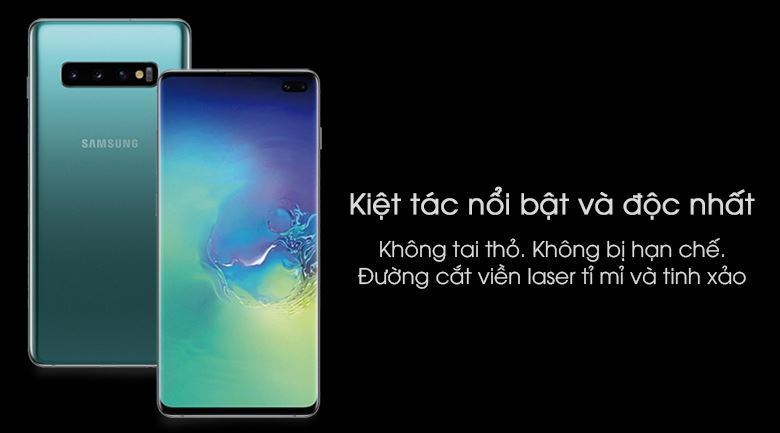 SAMSUNG
Kiệt tác nổi bật và độc nhất
Không tai thỏ. Không bị hạn chế.
Đường cắt viền laser tỉ mỉ và tinh xảo